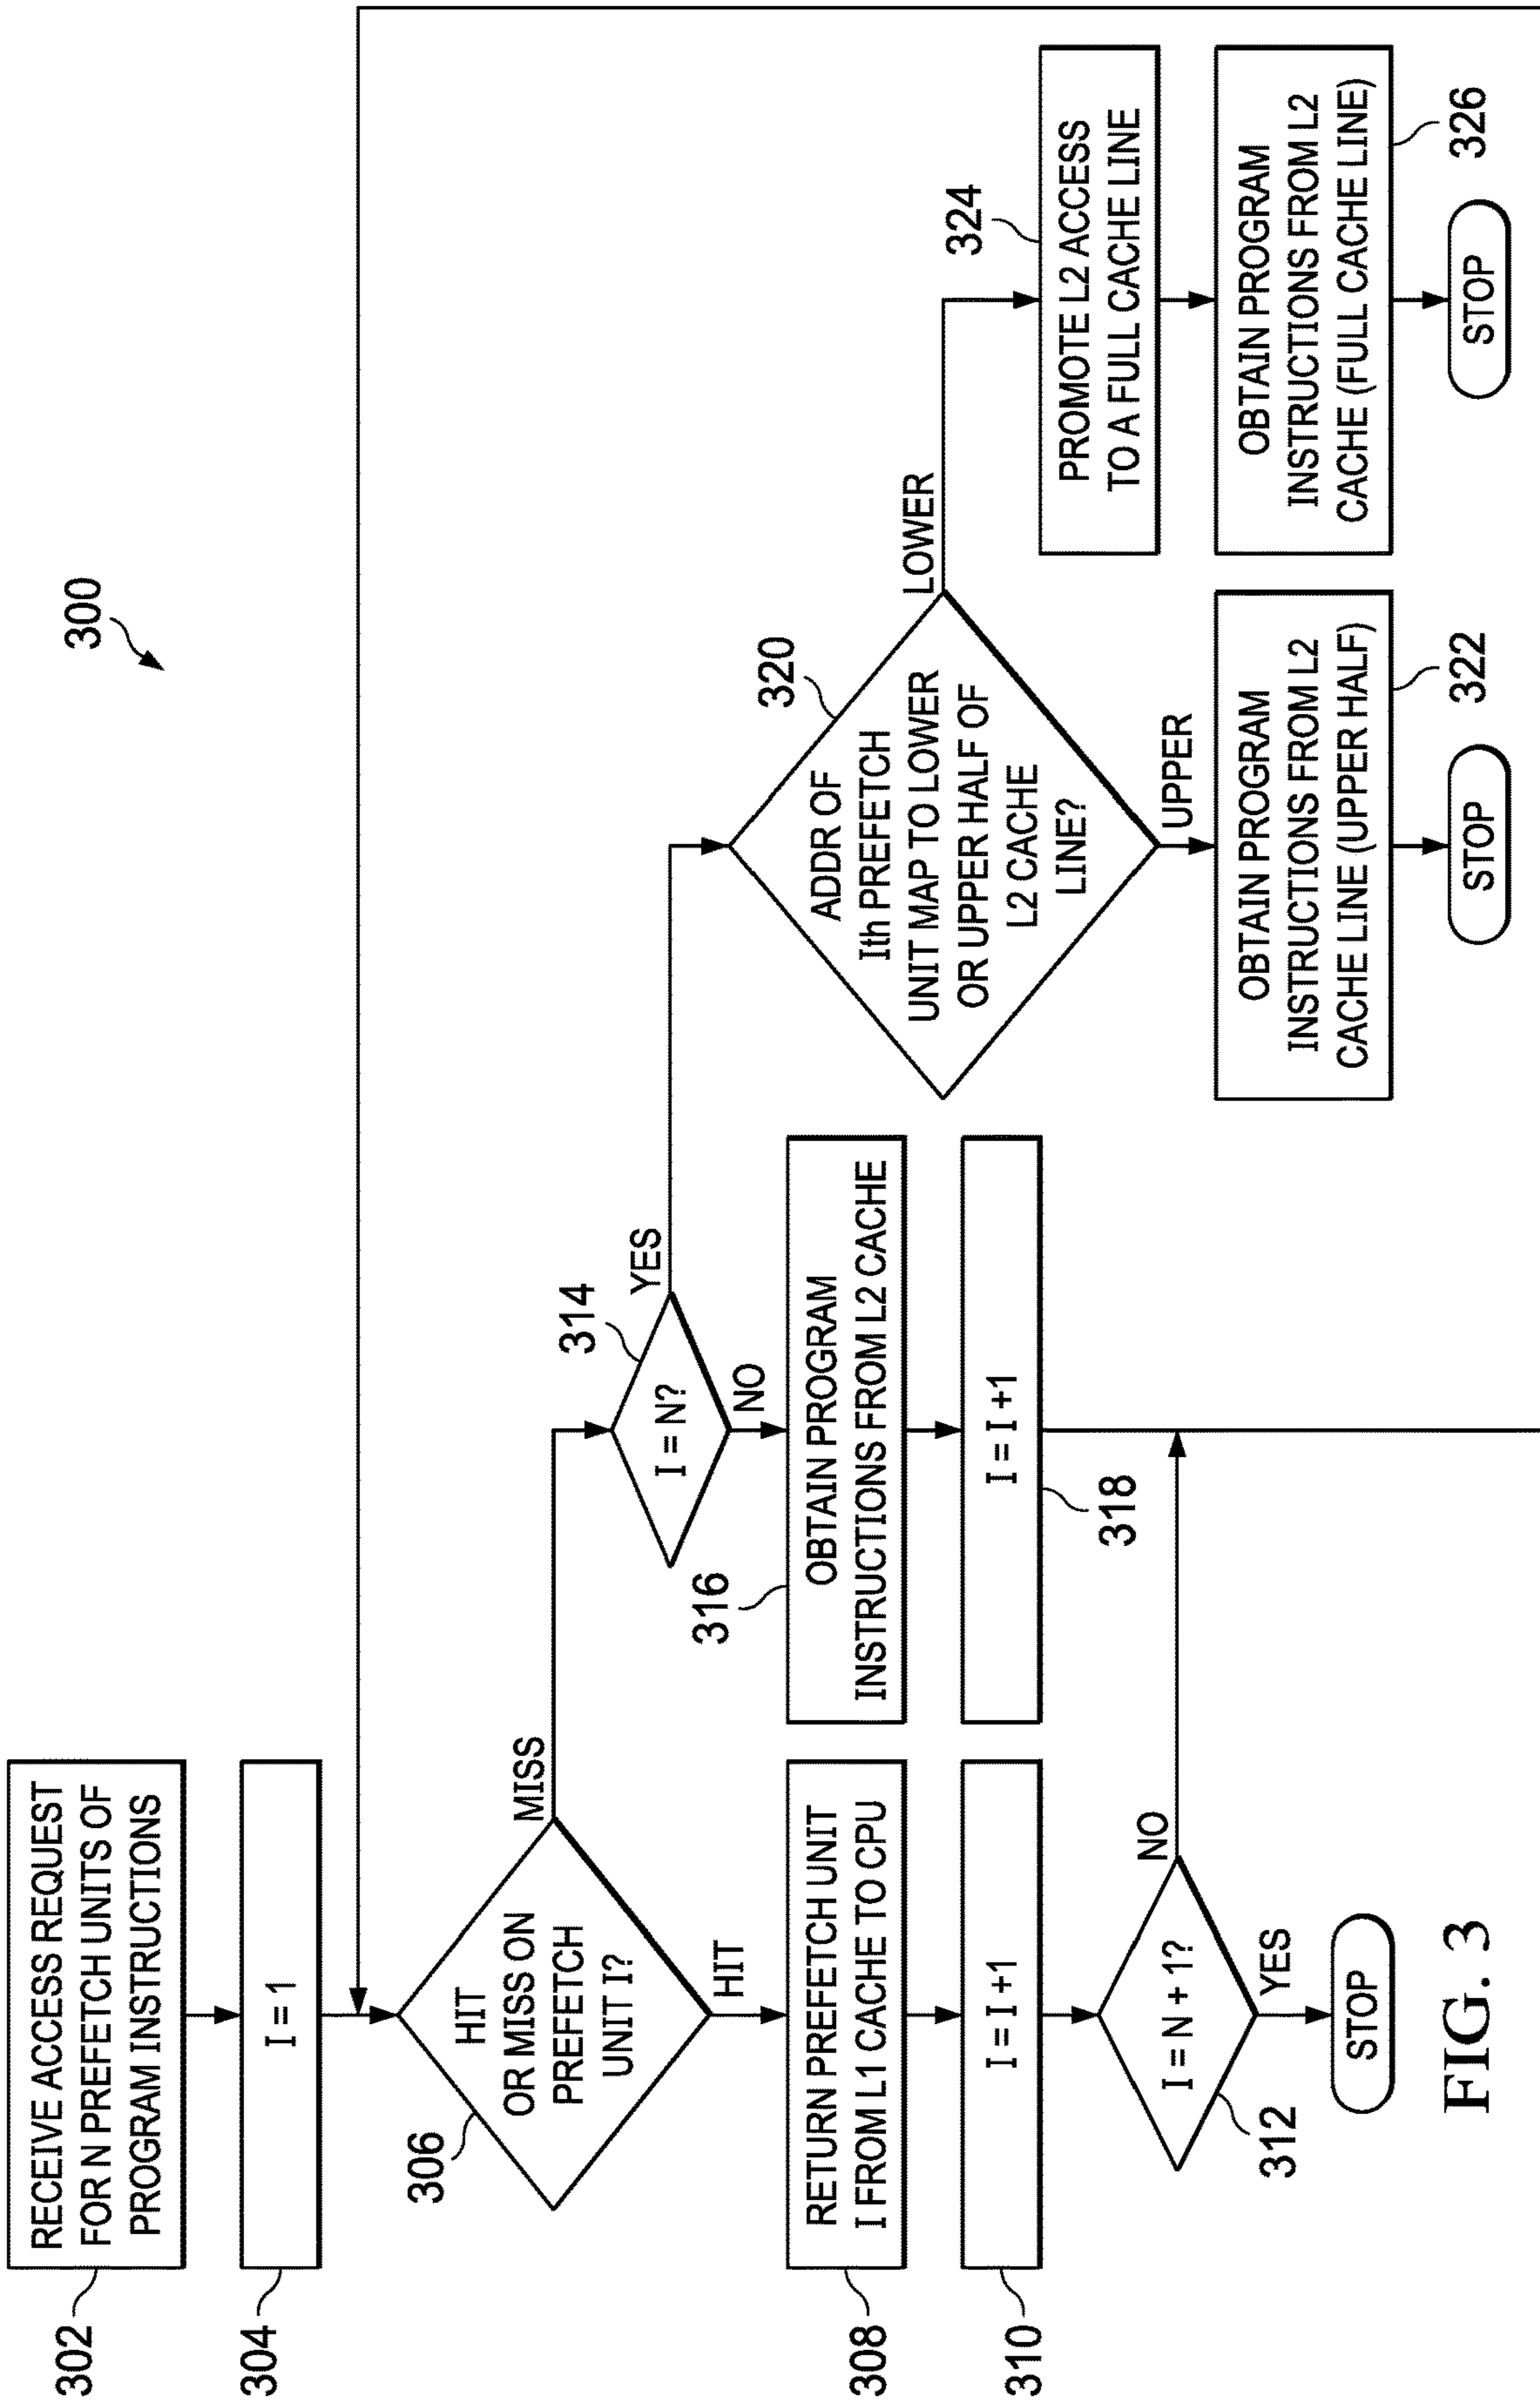 300
302
RECEIVE ACCESS REQUEST
FOR N PREFETCH UNITS OF
PROGRAM INSTRUCTIONS
304
I = 1
306
HIT
OR MISS ON
PREFETCH
UNIT I?
MISS
HIT
308
RETURN PREFETCH UNIT
I FROM L1 CACHE TO CPU
310
I = I +1
312
I = N + 1?
NO
YES
STOP
314
I = N?
YES
NO
316
OBTAIN PROGRAM
INSTRUCTIONS FROM L2 CACHE
I = I +1
318
320
ADDR OF
Ith PREFETCH
UNIT MAP TO LOWER
OR UPPER HALF OF
L2 CACHE
LINE?
LOWER
UPPER
OBTAIN PROGRAM
INSTRUCTIONS FROM L2
CACHE LINE (UPPER HALF)
322
STOP
324
PROMOTE L2 ACCESS
TO A FULL CACHE LINE
OBTAIN PROGRAM
INSTRUCTIONS FROM L2
CACHE (FULL CACHE LINE)
326
STOP
FIG. 3